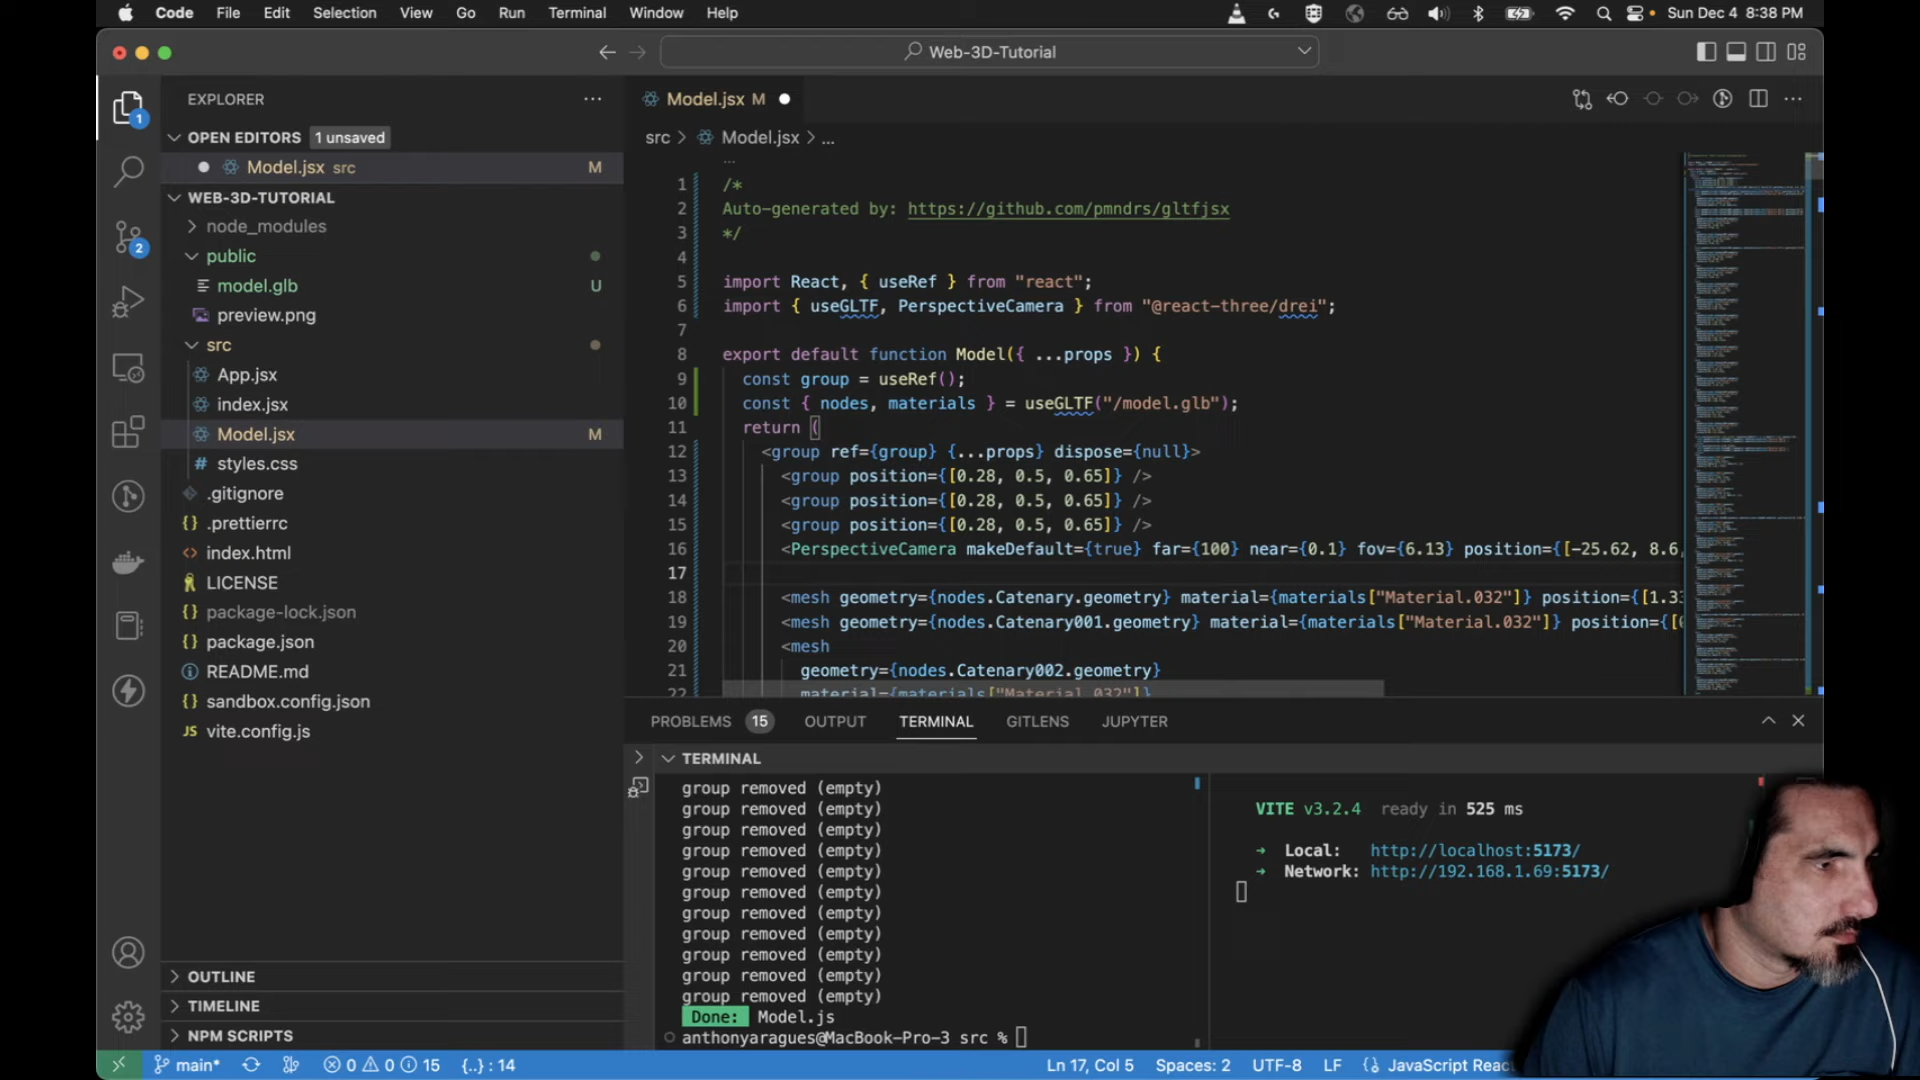 Code File Edit Selection View Go Run Terminal Window Help Sun Dec 4 8:38 PM
Web-3D-Tutorial
EXPLORER
OPEN EDITORS 1 unsaved
Model.jsx src M
WEB-3D-TUTORIAL
node_modules
public
model.glb U
preview.png
src
App.jsx
index.jsx
Model.jsx M
styles.css
.gitignore
.prettierrc
index.html
LICENSE
package-lock.json
package.json
README.md
sandbox.config.json
vite.config.js
OUTLINE
TIMELINE
NPM SCRIPTS
1
2
Model.jsx M
src > Model.jsx > ...
...
1 /*
2 Auto-generated by: https://github.com/pmndrs/gltfjsx
3 */
4
5 import React, { useRef } from "react";
6 import { useGLTF, PerspectiveCamera } from "@react-three/drei";
7
8 export default function Model({ ...props }) {
9 const group = useRef();
10 const { nodes, materials } = useGLTF("/model.glb");
11 return (
12 <group ref={group} {...props} dispose={null}>
13 <group position={[0.28, 0.5, 0.65]} />
14 <group position={[0.28, 0.5, 0.65]} />
15 <group position={[0.28, 0.5, 0.65]} />
16 <PerspectiveCamera makeDefault={true} far={100} near={0.1} fov={6.13} position={[-25.62, 8.6,
17
18 <mesh geometry={nodes.Catenary.geometry} material={materials["Material.032"]} position={[1.33
19 <mesh geometry={nodes.Catenary001.geometry} material={materials["Material.032"]} position={[0
20 <mesh
21 geometry={nodes.Catenary002.geometry}
22 material={materials["Material.032"]}
PROBLEMS 15 OUTPUT TERMINAL GITLENS JUPYTER
TERMINAL
group removed (empty)
group removed (empty)
group removed (empty)
group removed (empty)
group removed (empty)
group removed (empty)
group removed (empty)
group removed (empty)
group removed (empty)
group removed (empty)
group removed (empty)
Done: Model.js
anthonyaragues@MacBook-Pro-3 src %
VITE v3.2.4 ready in 525 ms
➜ Local: http://localhost:5173/
➜ Network: http://192.168.1.69:5173/
main* 0 0 15 {..} : 14 Ln 17, Col 5 Spaces: 2 UTF-8 LF {} JavaScript Reac